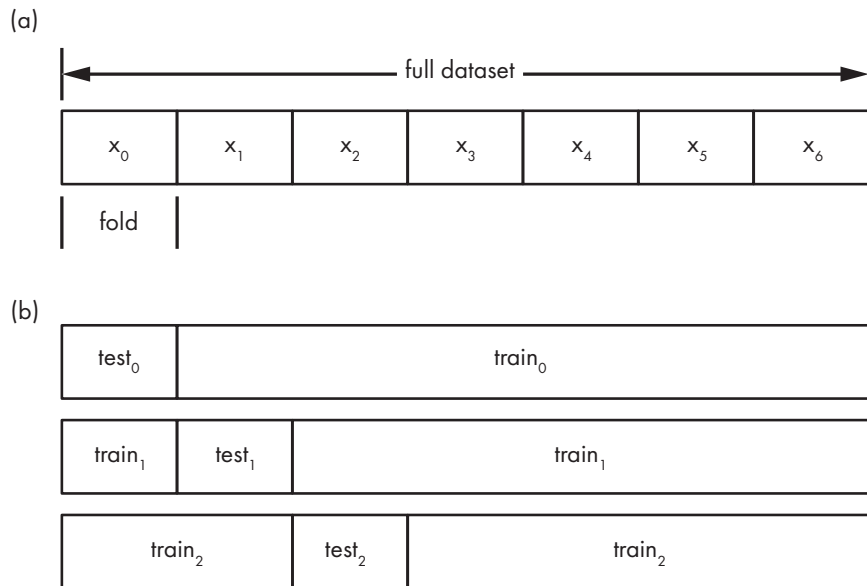 (a)
full dataset
x₀ x₁ x₂ x₃ x₄ x₅ x₆
fold
(b)
test₀ train₀
train₁ test₁ train₁
train₂ test₂ train₂